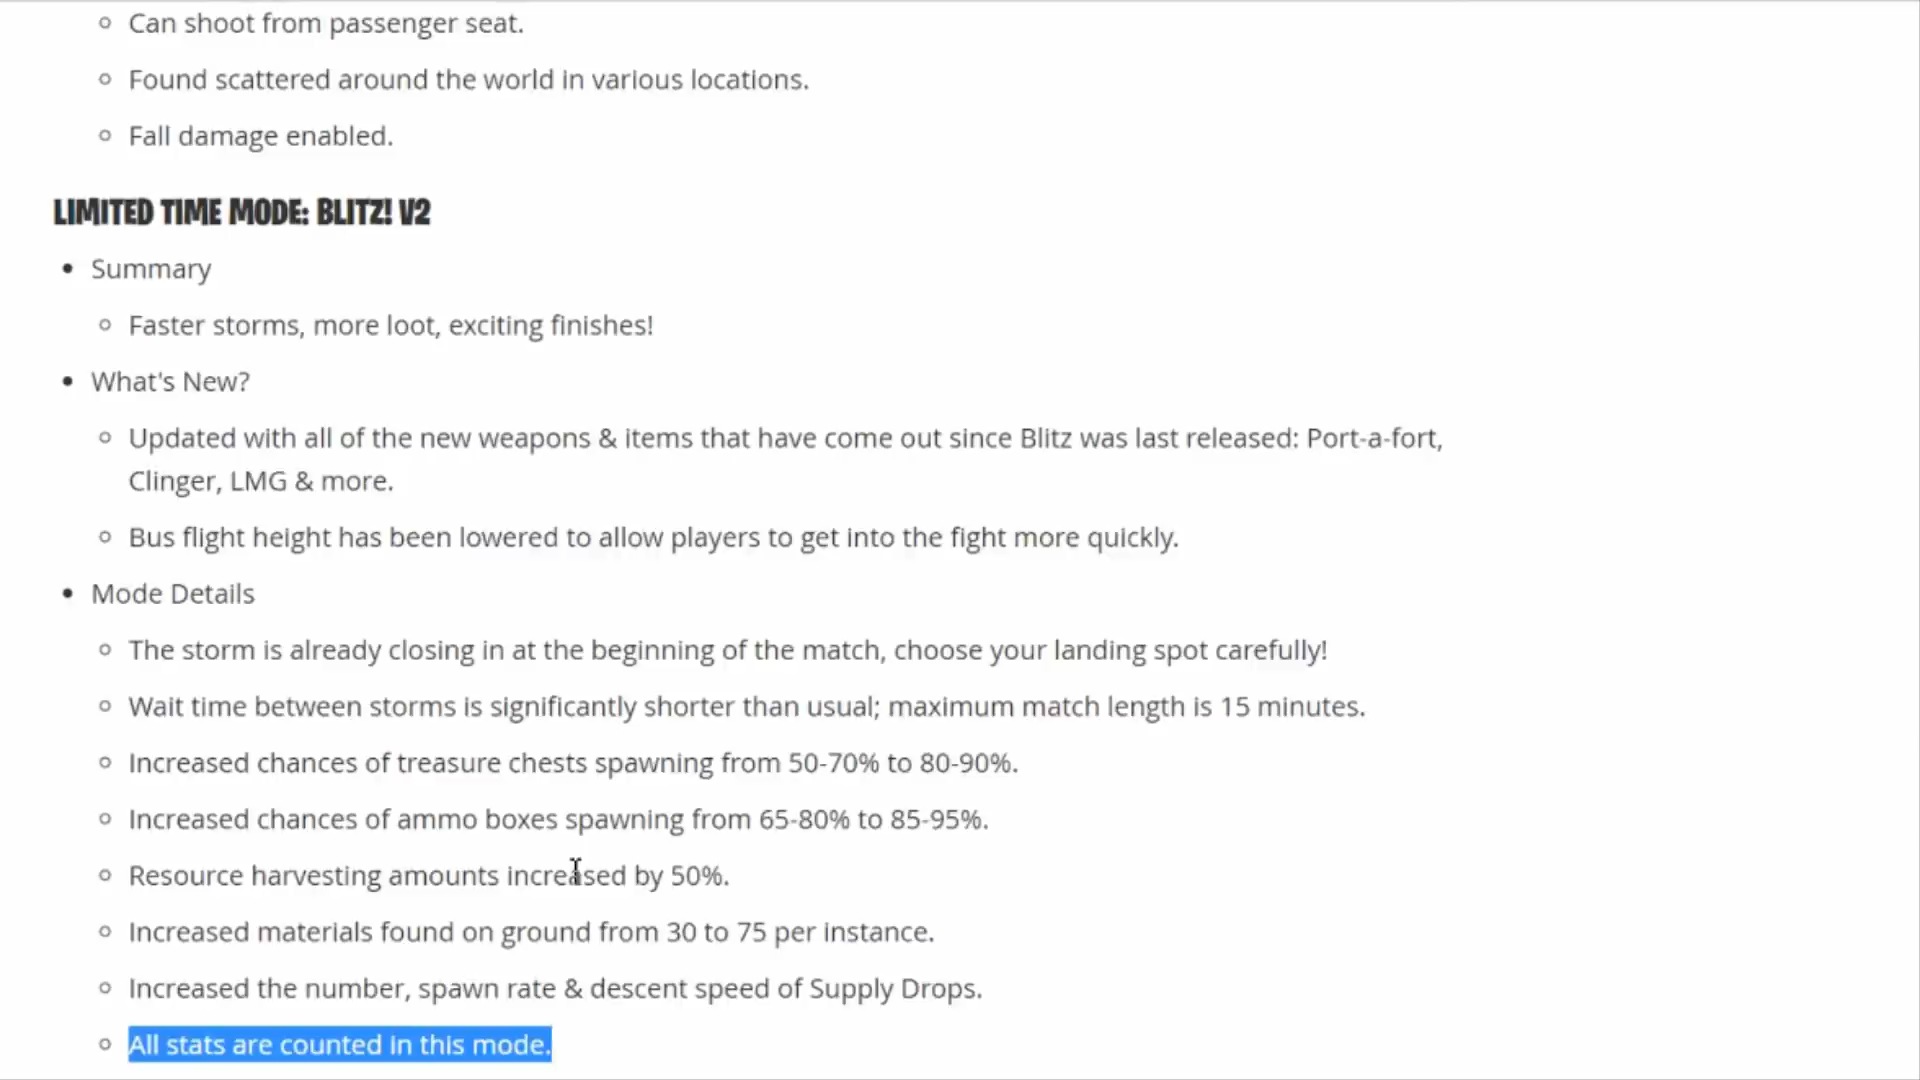 Can shoot from passenger seat.
Found scattered around the world in various locations.
Fall damage enabled.
LIMITED TIME MODE: BLITZ! V2
Summary
Faster storms, more loot, exciting finishes!
What's New?
Updated with all of the new weapons & items that have come out since Blitz was last released: Port-a-fort,
Clinger, LMG & more.
Bus flight height has been lowered to allow players to get into the fight more quickly.
Mode Details
The storm is already closing in at the beginning of the match, choose your landing spot carefully!
Wait time between storms is significantly shorter than usual; maximum match length is 15 minutes.
Increased chances of treasure chests spawning from 50-70% to 80-90%.
Increased chances of ammo boxes spawning from 65-80% to 85-95%.
Resource harvesting amounts increased by 50%.
Increased materials found on ground from 30 to 75 per instance.
Increased the number, spawn rate & descent speed of Supply Drops.
All stats are counted in this mode.